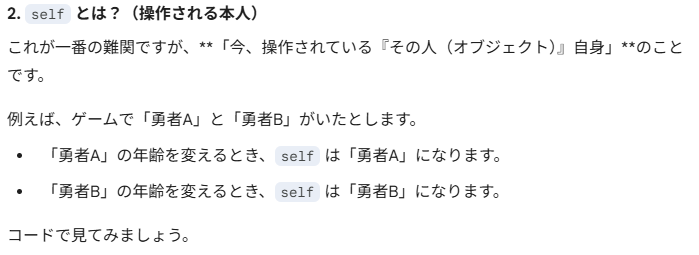 2. self とは？（操作される本人）
これが一番の難関ですが、**「今、操作されている『その人（オブジェクト）』自身」**のこと
です。
例えば、ゲームで「勇者A」と「勇者B」がいたとします。
• 「勇者A」の年齢を変えるとき、 self は「勇者A」になります。
• 「勇者B」の年齢を変えるとき、 self は「勇者B」になります。
コードで見てみましょう。